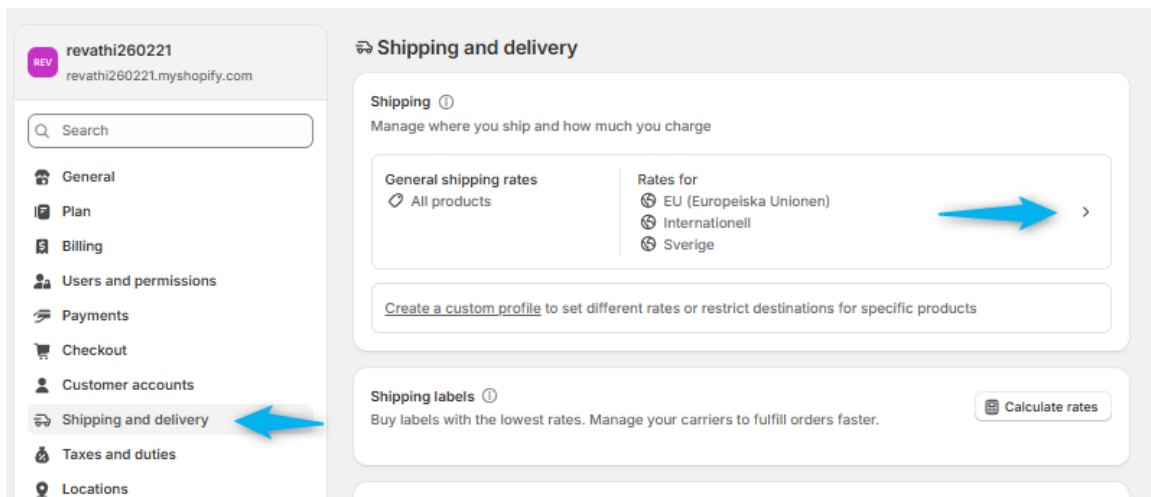 REV
revathi260221
revathi260221.myshopify.com
Search
General
Plan
Billing
Users and permissions
Payments
Checkout
Customer accounts
Shipping and delivery
Taxes and duties
Locations
Shipping and delivery
Shipping
Manage where you ship and how much you charge
General shipping rates
All products
Rates for
EU (Europeiska Unionen)
Internationell
Sverige
Create a custom profile to set different rates or restrict destinations for specific products
Shipping labels
Buy labels with the lowest rates. Manage your carriers to fulfill orders faster.
Calculate rates